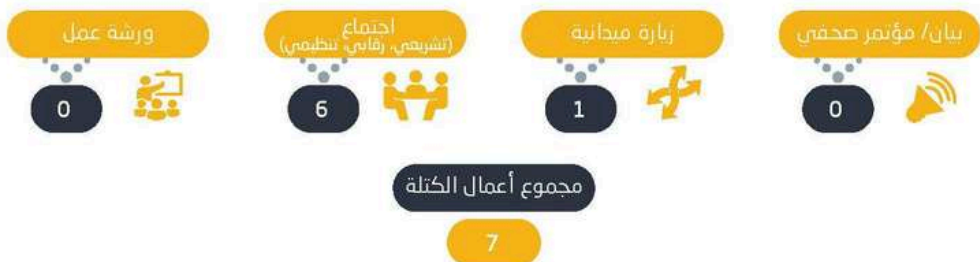 بيان/ مؤتمر صحفي
0
زيارة ميدانية
1
اجتماع
(تشريعي، رقابي، تنظيمي)
6
ورشة عمل
0
مجموع أعمال الكتلة
7